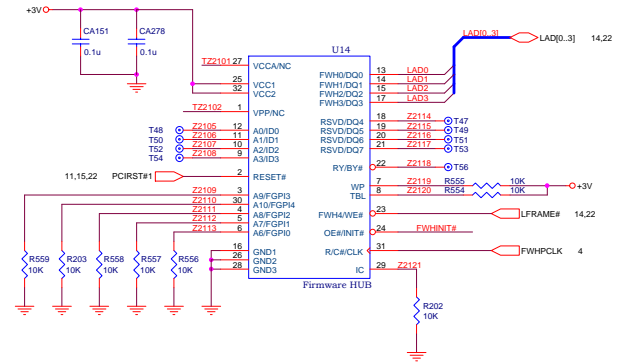 +3V
CA151
0.1u
CA278
0.1u
U14
LAD[0..3]
LAD[0..3] 14,22
TZ2101 27 VCCA/NC
25 VCC1
32 VCC2
TZ2102 1 VPP/NC
T48 Z2105 12 A0/ID0
T50 Z2106 11 A1/ID1
T52 Z2107 10 A2/ID2
T54 Z2108 9 A3/ID3
11,15,22 PCIRST#1 2 RESET#
Z2109 3 A9/FGPI3
Z2110 30 A10/FGPI4
Z2111 4 A8/FGPI2
Z2112 5 A7/FGPI1
Z2113 6 A6/FGPI0
16 GND1
26 GND2
28 GND3
FWH0/DQ0 13 LAD0
FWH1/DQ1 14 LAD1
FWH2/DQ2 15 LAD2
FWH3/DQ3 17 LAD3
RSVD/DQ4 18 Z2114 T47
RSVD/DQ5 19 Z2115 T49
RSVD/DQ6 20 Z2116 T51
RSVD/DQ7 21 Z2117 T53
RY/BY# 22 Z2118 T56
WP 7 Z2119 R555 10K
TBL 8 Z2120 R554 10K
+3V
FWH4/WE# 23 LFRAME# 14,22
OE#/INIT# 24 FWHINIT#
R/C#/CLK 31 FWHPCLK 4
IC 29 Z2121
Firmware HUB
R559 10K
R203 10K
R558 10K
R557 10K
R556 10K
R202 10K